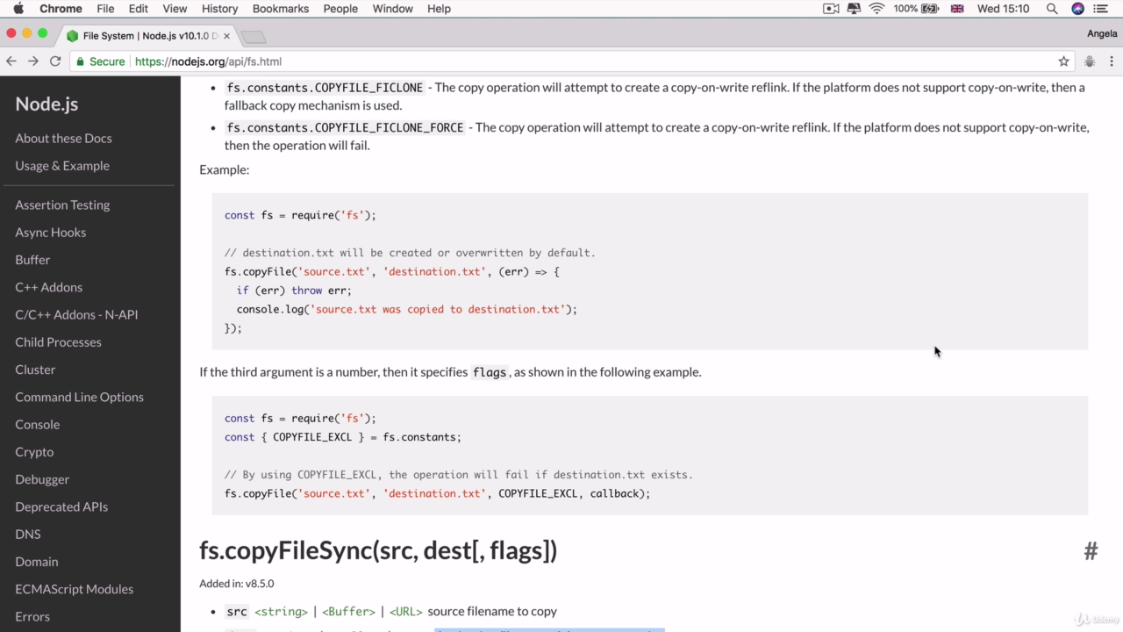 Chrome File Edit View History Bookmarks People Window Help 100% Wed 15:10
File System | Node.js v10.1.0 D
Angela
Secure https://nodejs.org/api/fs.html
Node.js
About these Docs
Usage & Example
Assertion Testing
Async Hooks
Buffer
C++ Addons
C/C++ Addons - N-API
Child Processes
Cluster
Command Line Options
Console
Crypto
Debugger
Deprecated APIs
DNS
Domain
ECMAScript Modules
Errors
fs.constants.COPYFILE_FICLONE - The copy operation will attempt to create a copy-on-write reflink. If the platform does not support copy-on-write, then a
fallback copy mechanism is used.
fs.constants.COPYFILE_FICLONE_FORCE - The copy operation will attempt to create a copy-on-write reflink. If the platform does not support copy-on-write,
then the operation will fail.
Example:
const fs = require('fs');
// destination.txt will be created or overwritten by default.
fs.copyFile('source.txt', 'destination.txt', (err) => {
if (err) throw err;
console.log('source.txt was copied to destination.txt');
});
If the third argument is a number, then it specifies flags, as shown in the following example.
const fs = require('fs');
const { COPYFILE_EXCL } = fs.constants;
// By using COPYFILE_EXCL, the operation will fail if destination.txt exists.
fs.copyFile('source.txt', 'destination.txt', COPYFILE_EXCL, callback);
fs.copyFileSync(src, dest[, flags]) #
Added in: v8.5.0
src <string> | <Buffer> | <URL> source filename to copy
Udemy